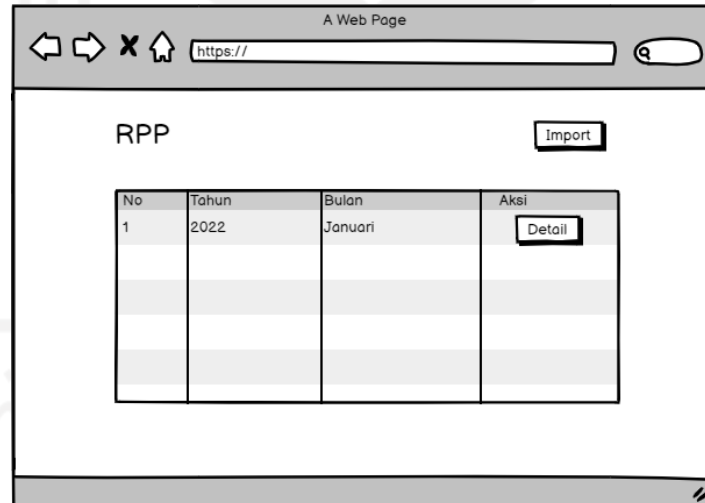 A Web Page
https://
RPP
Import
No Tahun Bulan Aksi
1 2022 Januari Detail